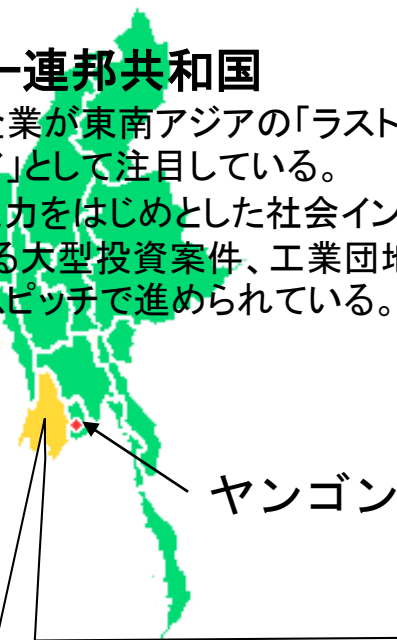 ー連邦共和国
企業が東南アジアの「ラスト
」として注目している。
力をはじめとした社会イン
る大型投資案件、工業団地
スピッチで進められている。
ヤンゴン